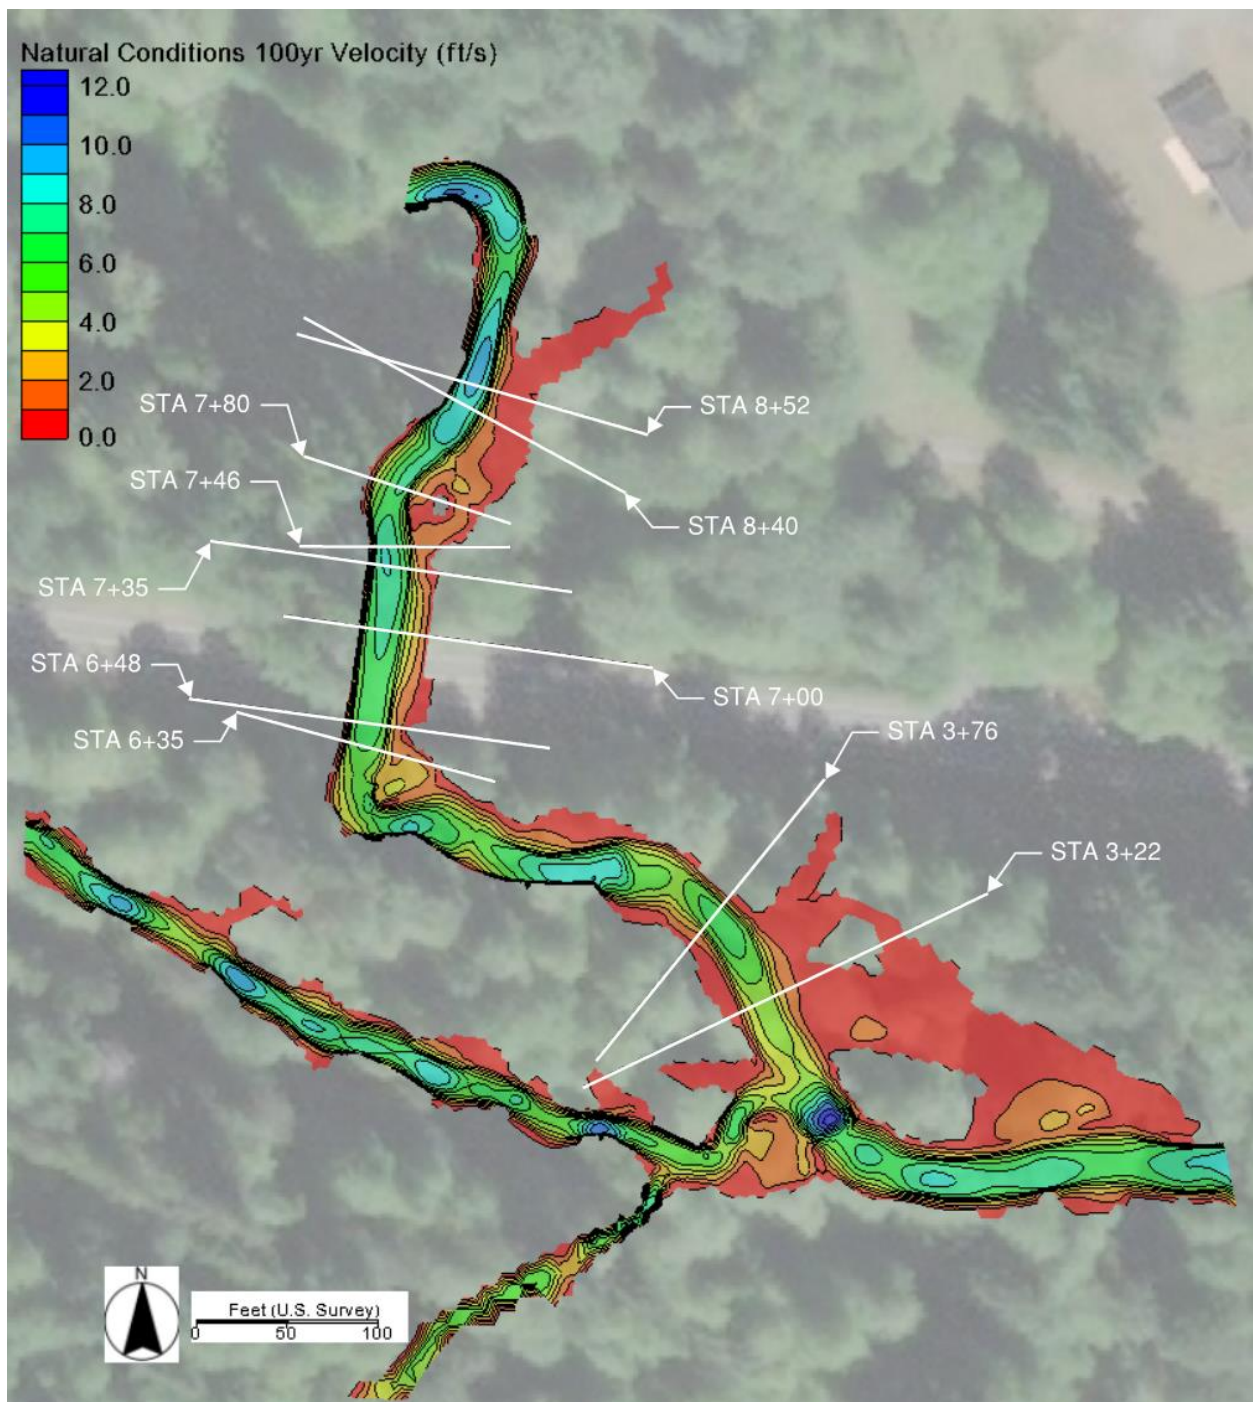 Natural Conditions 100yr Velocity (ft/s)
12.0
10.0
8.0
6.0
4.0
2.0
0.0
STA 7+80
STA 8+52
STA 7+46
STA 8+40
STA 7+35
STA 6+48
STA 7+00
STA 6+35
STA 3+76
STA 3+22
N
Feet (U.S. Survey)
0 50 100